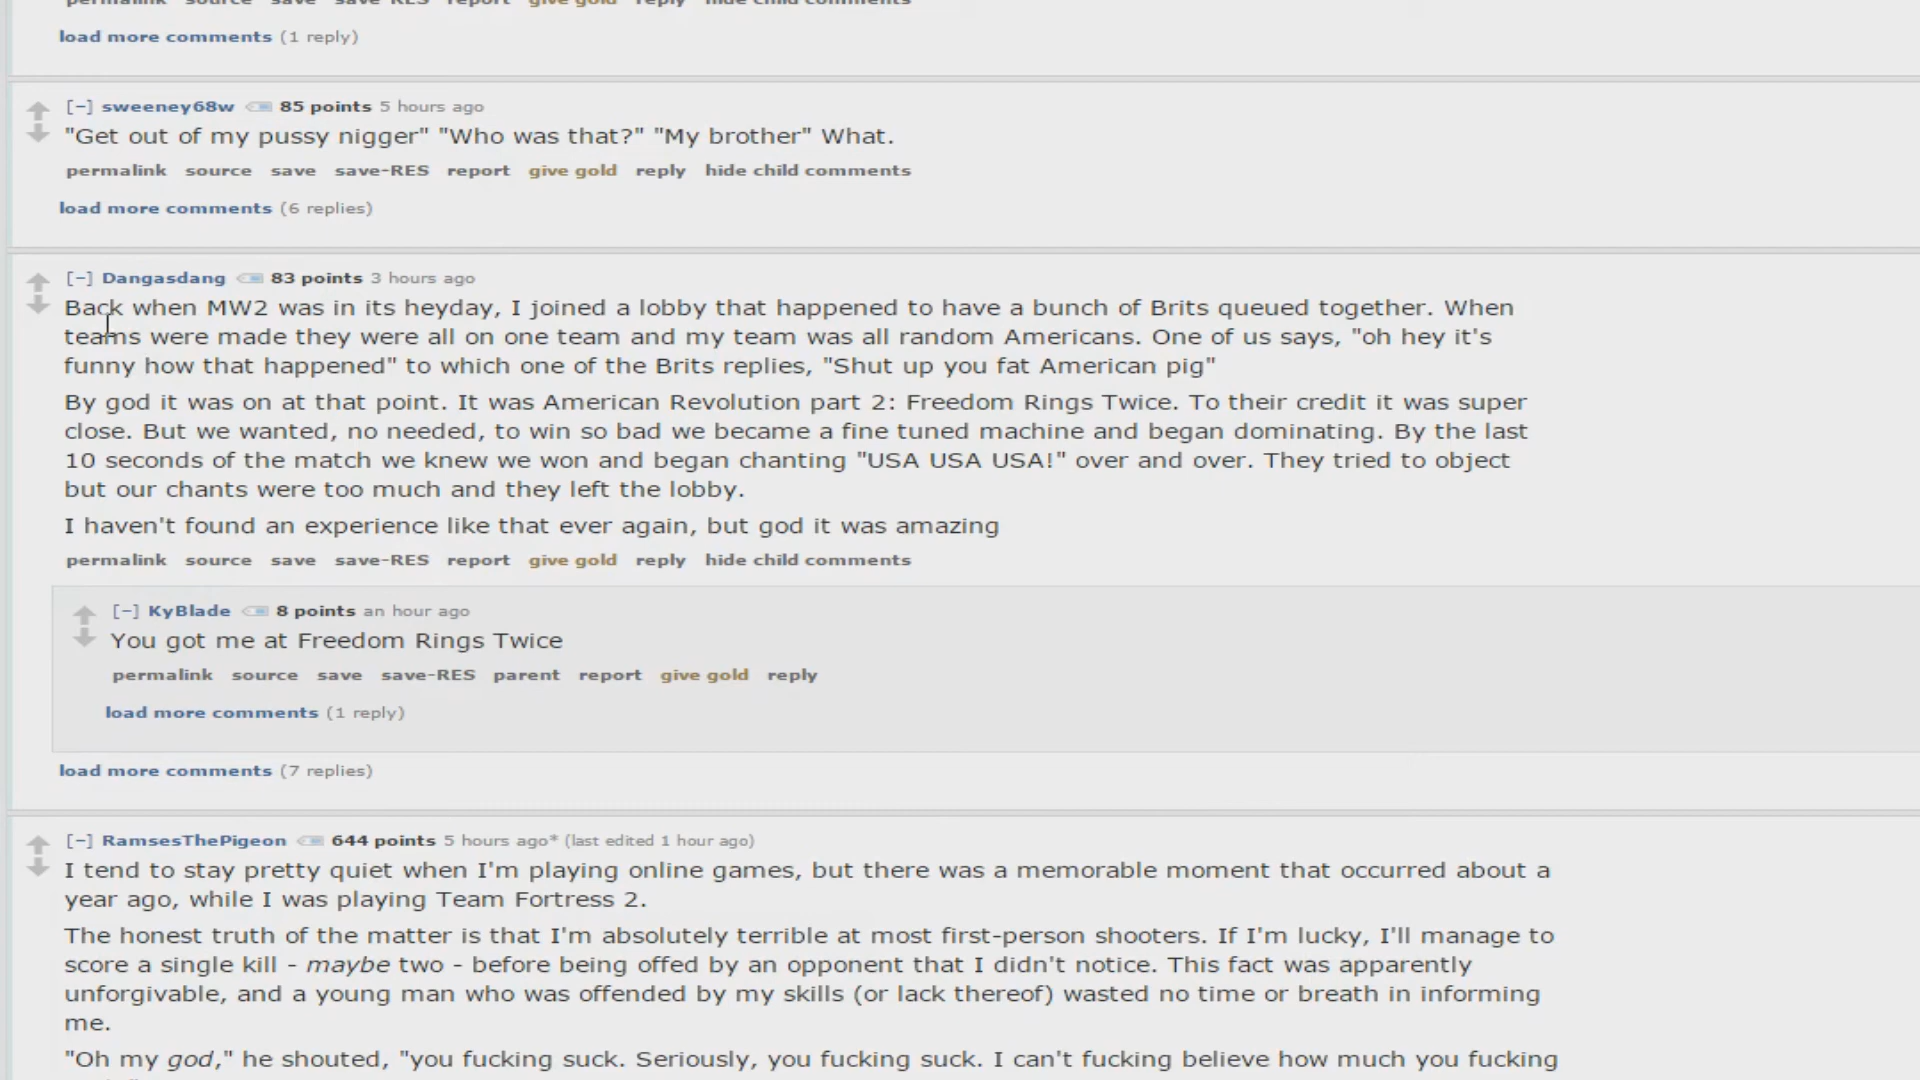 permalink source save save-RES report give gold reply hide child comments
load more comments (1 reply)
[-] sweeney68w 85 points 5 hours ago
"Get out of my pussy nigger" "Who was that?" "My brother" What.
permalink source save save-RES report give gold reply hide child comments
load more comments (6 replies)
[-] Dangasdang 83 points 3 hours ago
Back when MW2 was in its heyday, I joined a lobby that happened to have a bunch of Brits queued together. When
teams were made they were all on one team and my team was all random Americans. One of us says, "oh hey it's
funny how that happened" to which one of the Brits replies, "Shut up you fat American pig"
By god it was on at that point. It was American Revolution part 2: Freedom Rings Twice. To their credit it was super
close. But we wanted, no needed, to win so bad we became a fine tuned machine and began dominating. By the last
10 seconds of the match we knew we won and began chanting "USA USA USA!" over and over. They tried to object
but our chants were too much and they left the lobby.
I haven't found an experience like that ever again, but god it was amazing
permalink source save save-RES report give gold reply hide child comments
[-] KyBlade 8 points an hour ago
You got me at Freedom Rings Twice
permalink source save save-RES parent report give gold reply
load more comments (1 reply)
load more comments (7 replies)
[-] RamsesThePigeon 644 points 5 hours ago* (last edited 1 hour ago)
I tend to stay pretty quiet when I'm playing online games, but there was a memorable moment that occurred about a
year ago, while I was playing Team Fortress 2.
The honest truth of the matter is that I'm absolutely terrible at most first-person shooters. If I'm lucky, I'll manage to
score a single kill - maybe two - before being offed by an opponent that I didn't notice. This fact was apparently
unforgivable, and a young man who was offended by my skills (or lack thereof) wasted no time or breath in informing
me.
"Oh my god," he shouted, "you fucking suck. Seriously, you fucking suck. I can't fucking believe how much you fucking